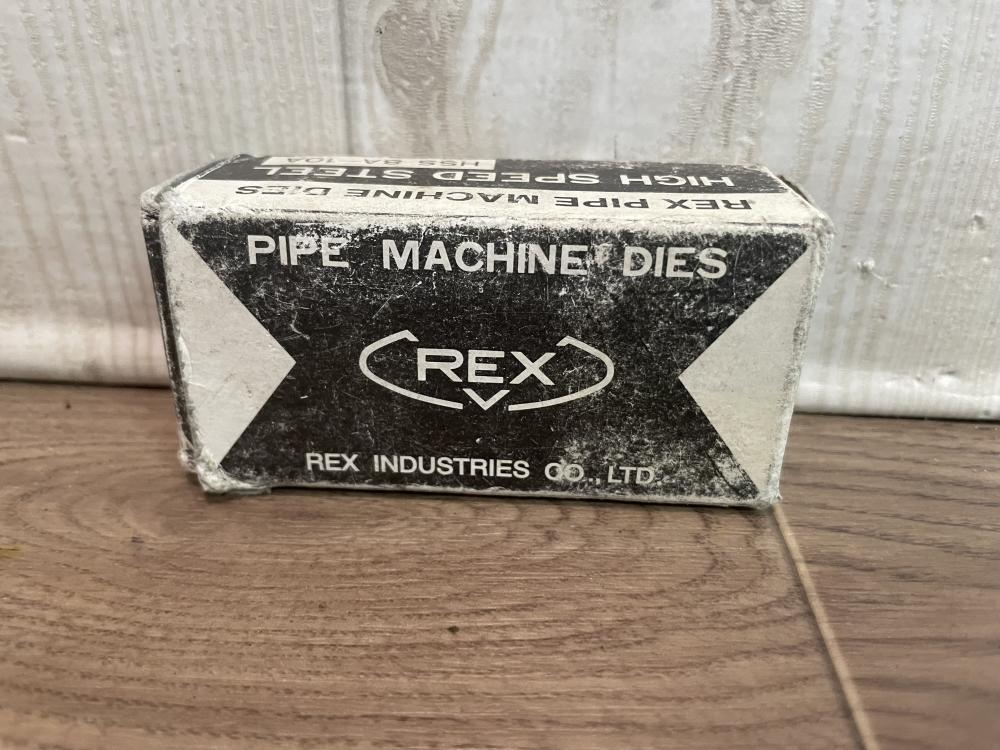 HSS 8A–10A
HIGH SPEED STEEL
REX PIPE MACHINE DIES
PIPE MACHINE DIES
REX
REX INDUSTRIES CO., LTD.